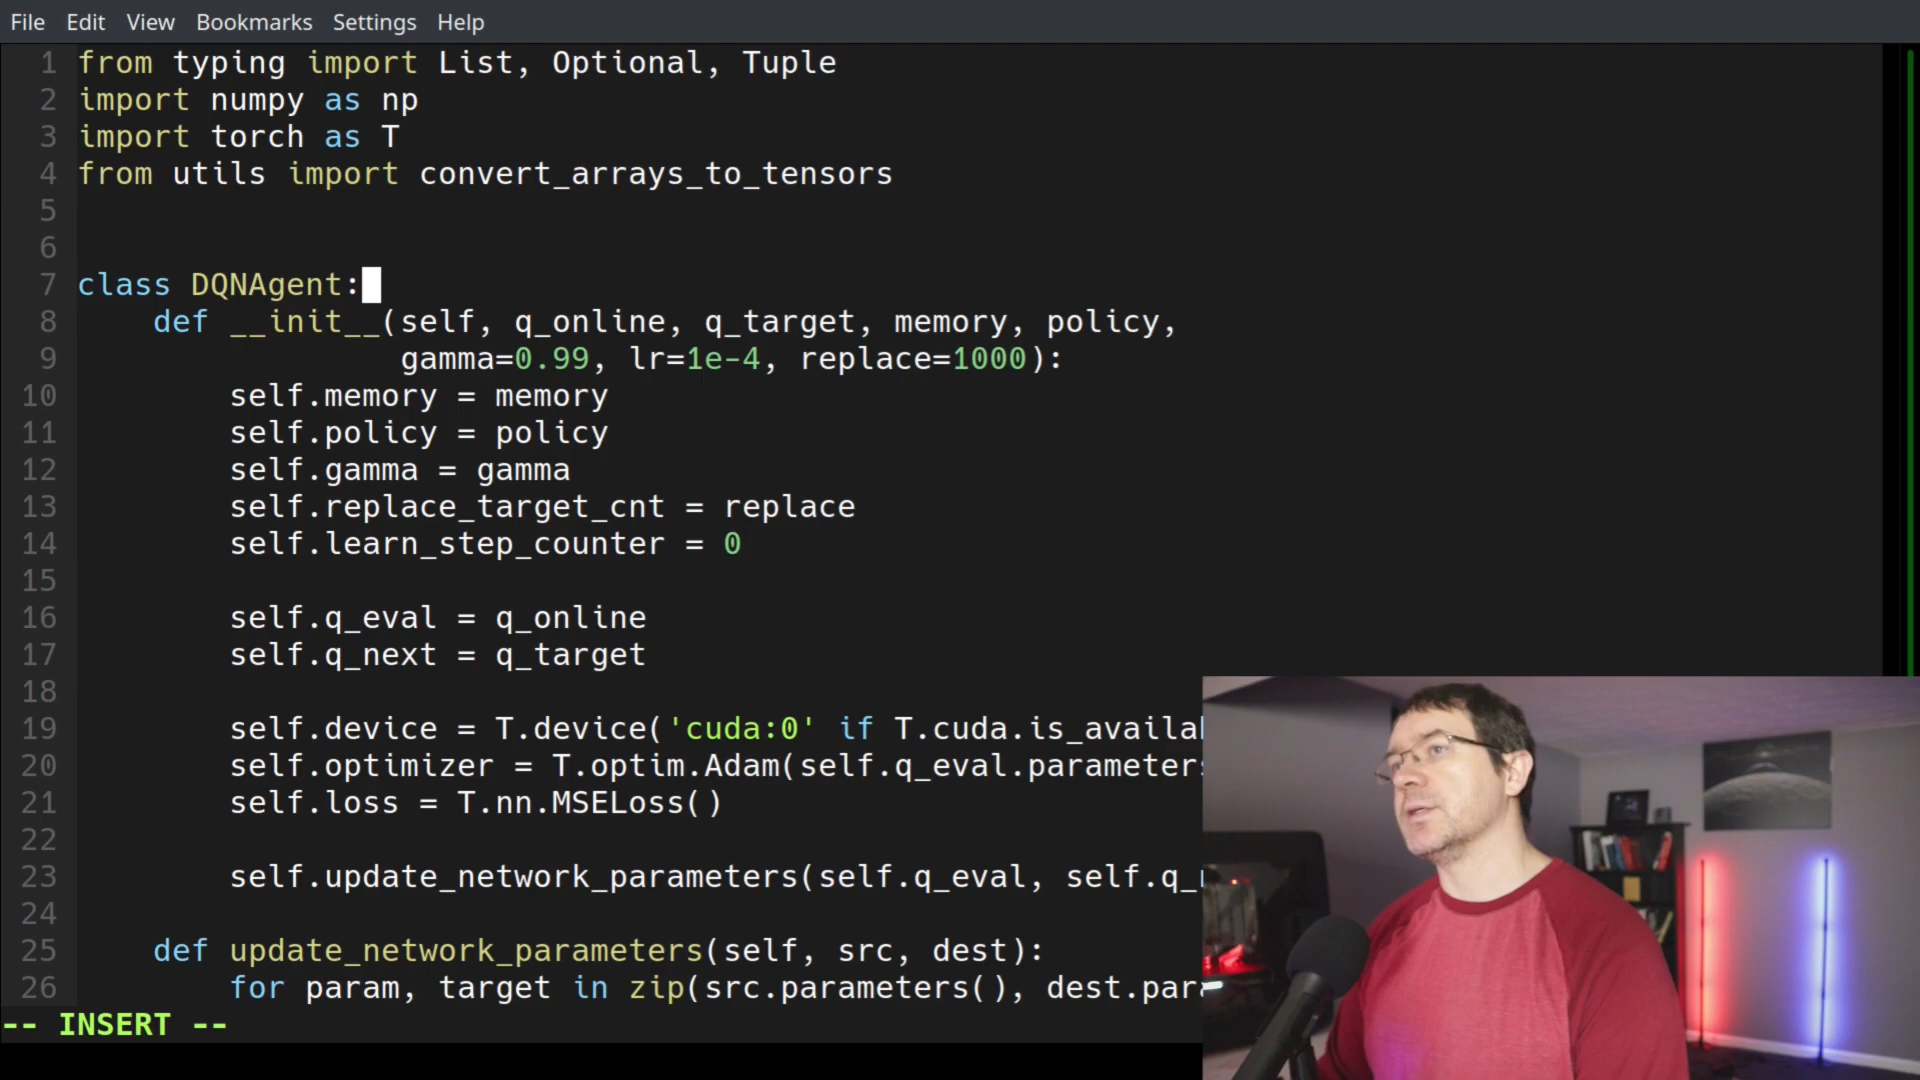 File Edit View Bookmarks Settings Help
1 from typing import List, Optional, Tuple
2 import numpy as np
3 import torch as T
4 from utils import convert_arrays_to_tensors
5
6
7 class DQNAgent:
8     def __init__(self, q_online, q_target, memory, policy,
9                  gamma=0.99, lr=1e-4, replace=1000):
10         self.memory = memory
11         self.policy = policy
12         self.gamma = gamma
13         self.replace_target_cnt = replace
14         self.learn_step_counter = 0
15
16         self.q_eval = q_online
17         self.q_next = q_target
18
19         self.device = T.device('cuda:0' if T.cuda.is_availa
20         self.optimizer = T.optim.Adam(self.q_eval.parameter
21         self.loss = T.nn.MSELoss()
22
23         self.update_network_parameters(self.q_eval, self.q_
24
25     def update_network_parameters(self, src, dest):
26         for param, target in zip(src.parameters(), dest.par
-- INSERT --